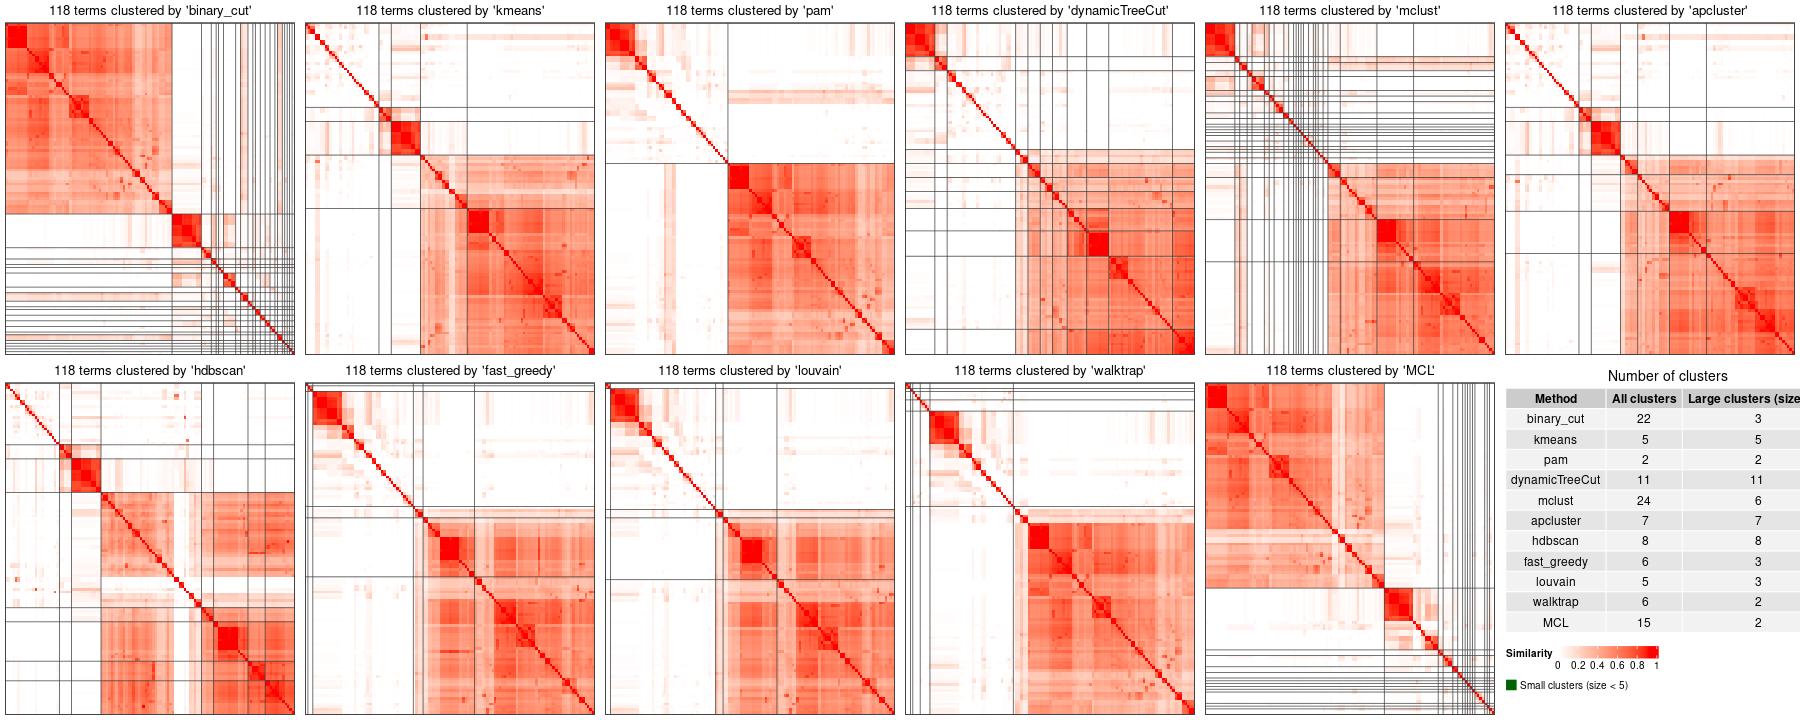 118 terms clustered by 'binary_cut'
118 terms clustered by 'kmeans'
118 terms clustered by 'pam'
118 terms clustered by 'dynamicTreeCut'
118 terms clustered by 'mclust'
118 terms clustered by 'apcluster'
118 terms clustered by 'hdbscan'
118 terms clustered by 'fast_greedy'
118 terms clustered by 'louvain'
118 terms clustered by 'walktrap'
118 terms clustered by 'MCL'
Number of clusters
Method All clusters Large clusters (size
binary_cut 22 3
kmeans 5 5
pam 2 2
dynamicTreeCut 11 11
mclust 24 6
apcluster 7 7
hdbscan 8 8
fast_greedy 6 3
louvain 5 3
walktrap 6 2
MCL 15 2
Similarity
0 0.2 0.4 0.6 0.8 1
Small clusters (size < 5)